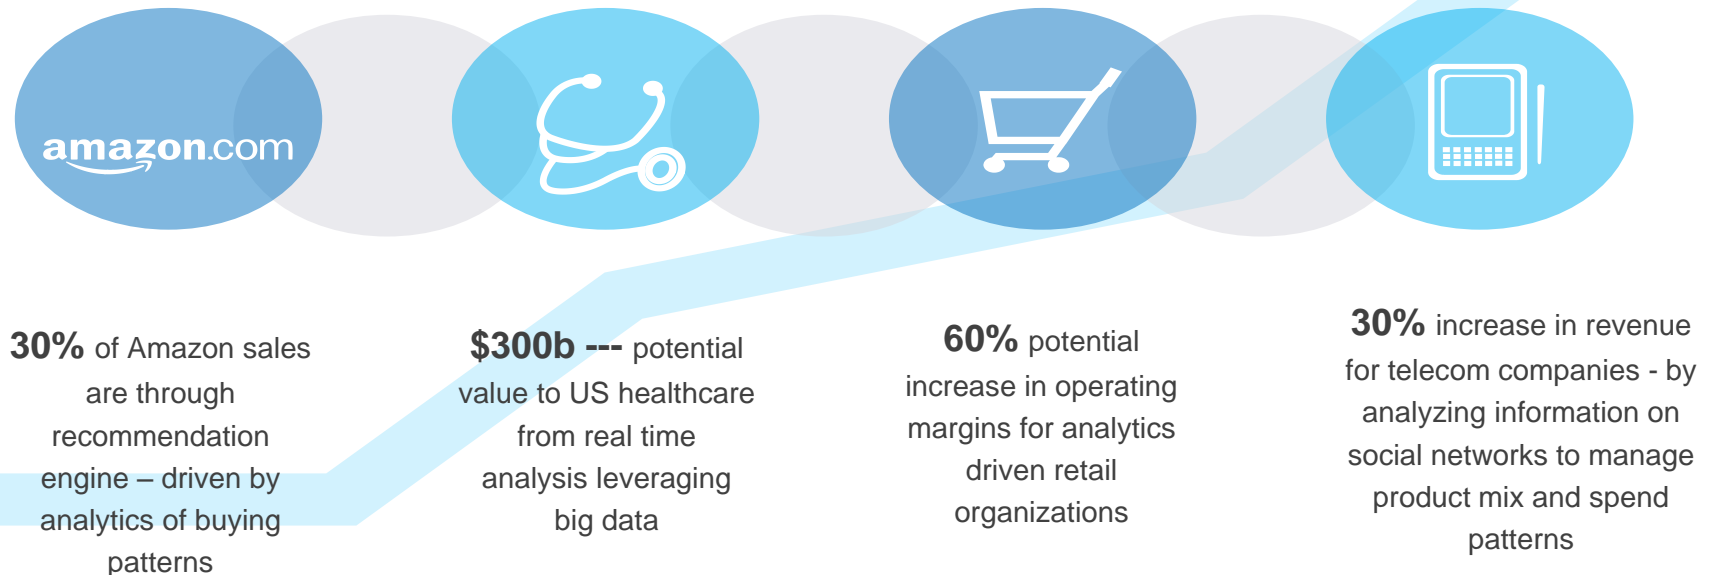 amazon.com
30% of Amazon sales
are through
recommendation
engine – driven by
analytics of buying
patterns
$300b --- potential
value to US healthcare
from real time
analysis leveraging
big data
60% potential
increase in operating
margins for analytics
driven retail
organizations
30% increase in revenue
for telecom companies - by
analyzing information on
social networks to manage
product mix and spend
patterns